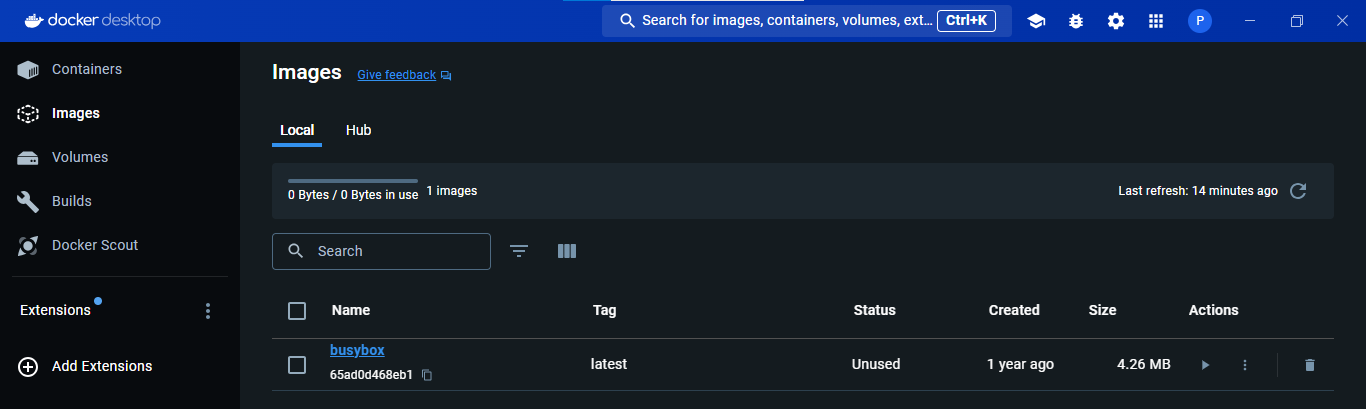 docker desktop
Search for images, containers, volumes, ext... Ctrl+K
P
Containers
Images
Volumes
Builds
Docker Scout
Extensions
Add Extensions
Images Give feedback
Local Hub
0 Bytes / 0 Bytes in use 1 images
Last refresh: 14 minutes ago
Search
Name Tag Status Created Size Actions
busybox
65ad0d468eb1
latest Unused 1 year ago 4.26 MB